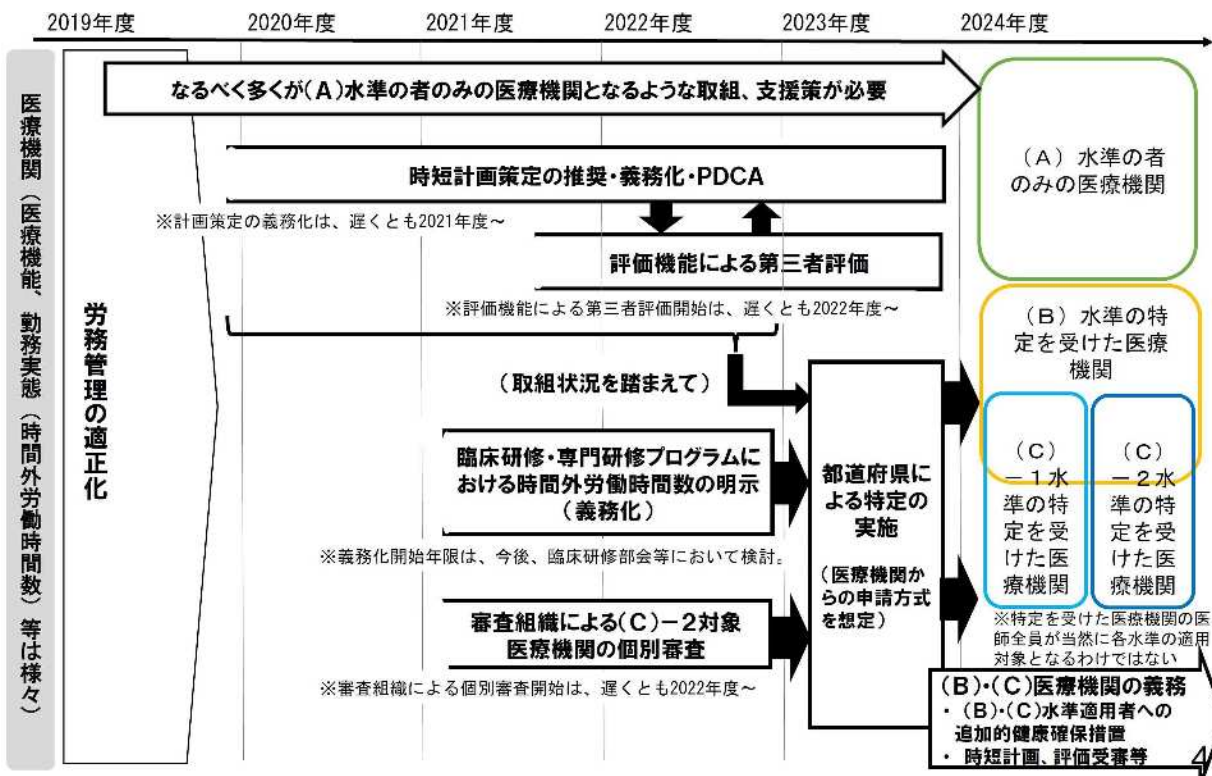 2019年度
2020年度
2021年度
2022年度
2023年度
2024年度
医療機関（医療機能、勤務実態（時間外労働時間数）等は様々）
労務管理の適正化
なるべく多くが(A)水準の者のみの医療機関となるような取組、支援策が必要
時短計画策定の推奨・義務化・PDCA
※計画策定の義務化は、遅くとも2021年度～
評価機能による第三者評価
※評価機能による第三者評価開始は、遅くとも2022年度～
（取組状況を踏まえて）
臨床研修・専門研修プログラムに
おける時間外労働時間数の明示
（義務化）
※義務化開始年限は、今後、臨床研修部会等において検討。
審査組織による(C)－2対象
医療機関の個別審査
※審査組織による個別審査開始は、遅くとも2022年度～
都道府県に
よる特定の
実施
（医療機関か
らの申請方式
を想定）
（A）水準の者
のみの医療機関
（B）水準の特
定を受けた医療
機関
（C）
－１水
準の特
定を受
けた医
療機関
（C）
－２水
準の特
定を受
けた医
療機関
※特定を受けた医療機関の医
師全員が当然に各水準の適用
対象となるわけではない
(B)・(C)医療機関の義務
・ (B)・(C)水準適用者への
追加的健康確保措置
・ 時短計画、評価受審等
4